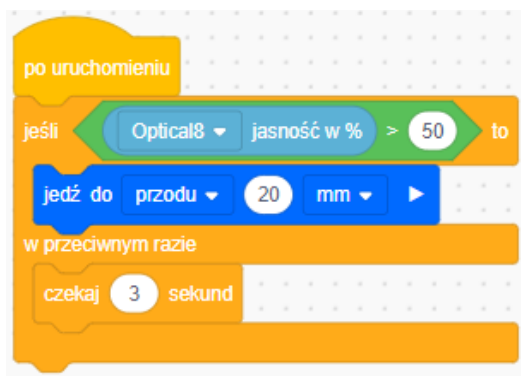 po uruchomieniu
jeśli Optical8 jasność w % > 50 to
jedź do przodu 20 mm
w przeciwnym razie
czekaj 3 sekund